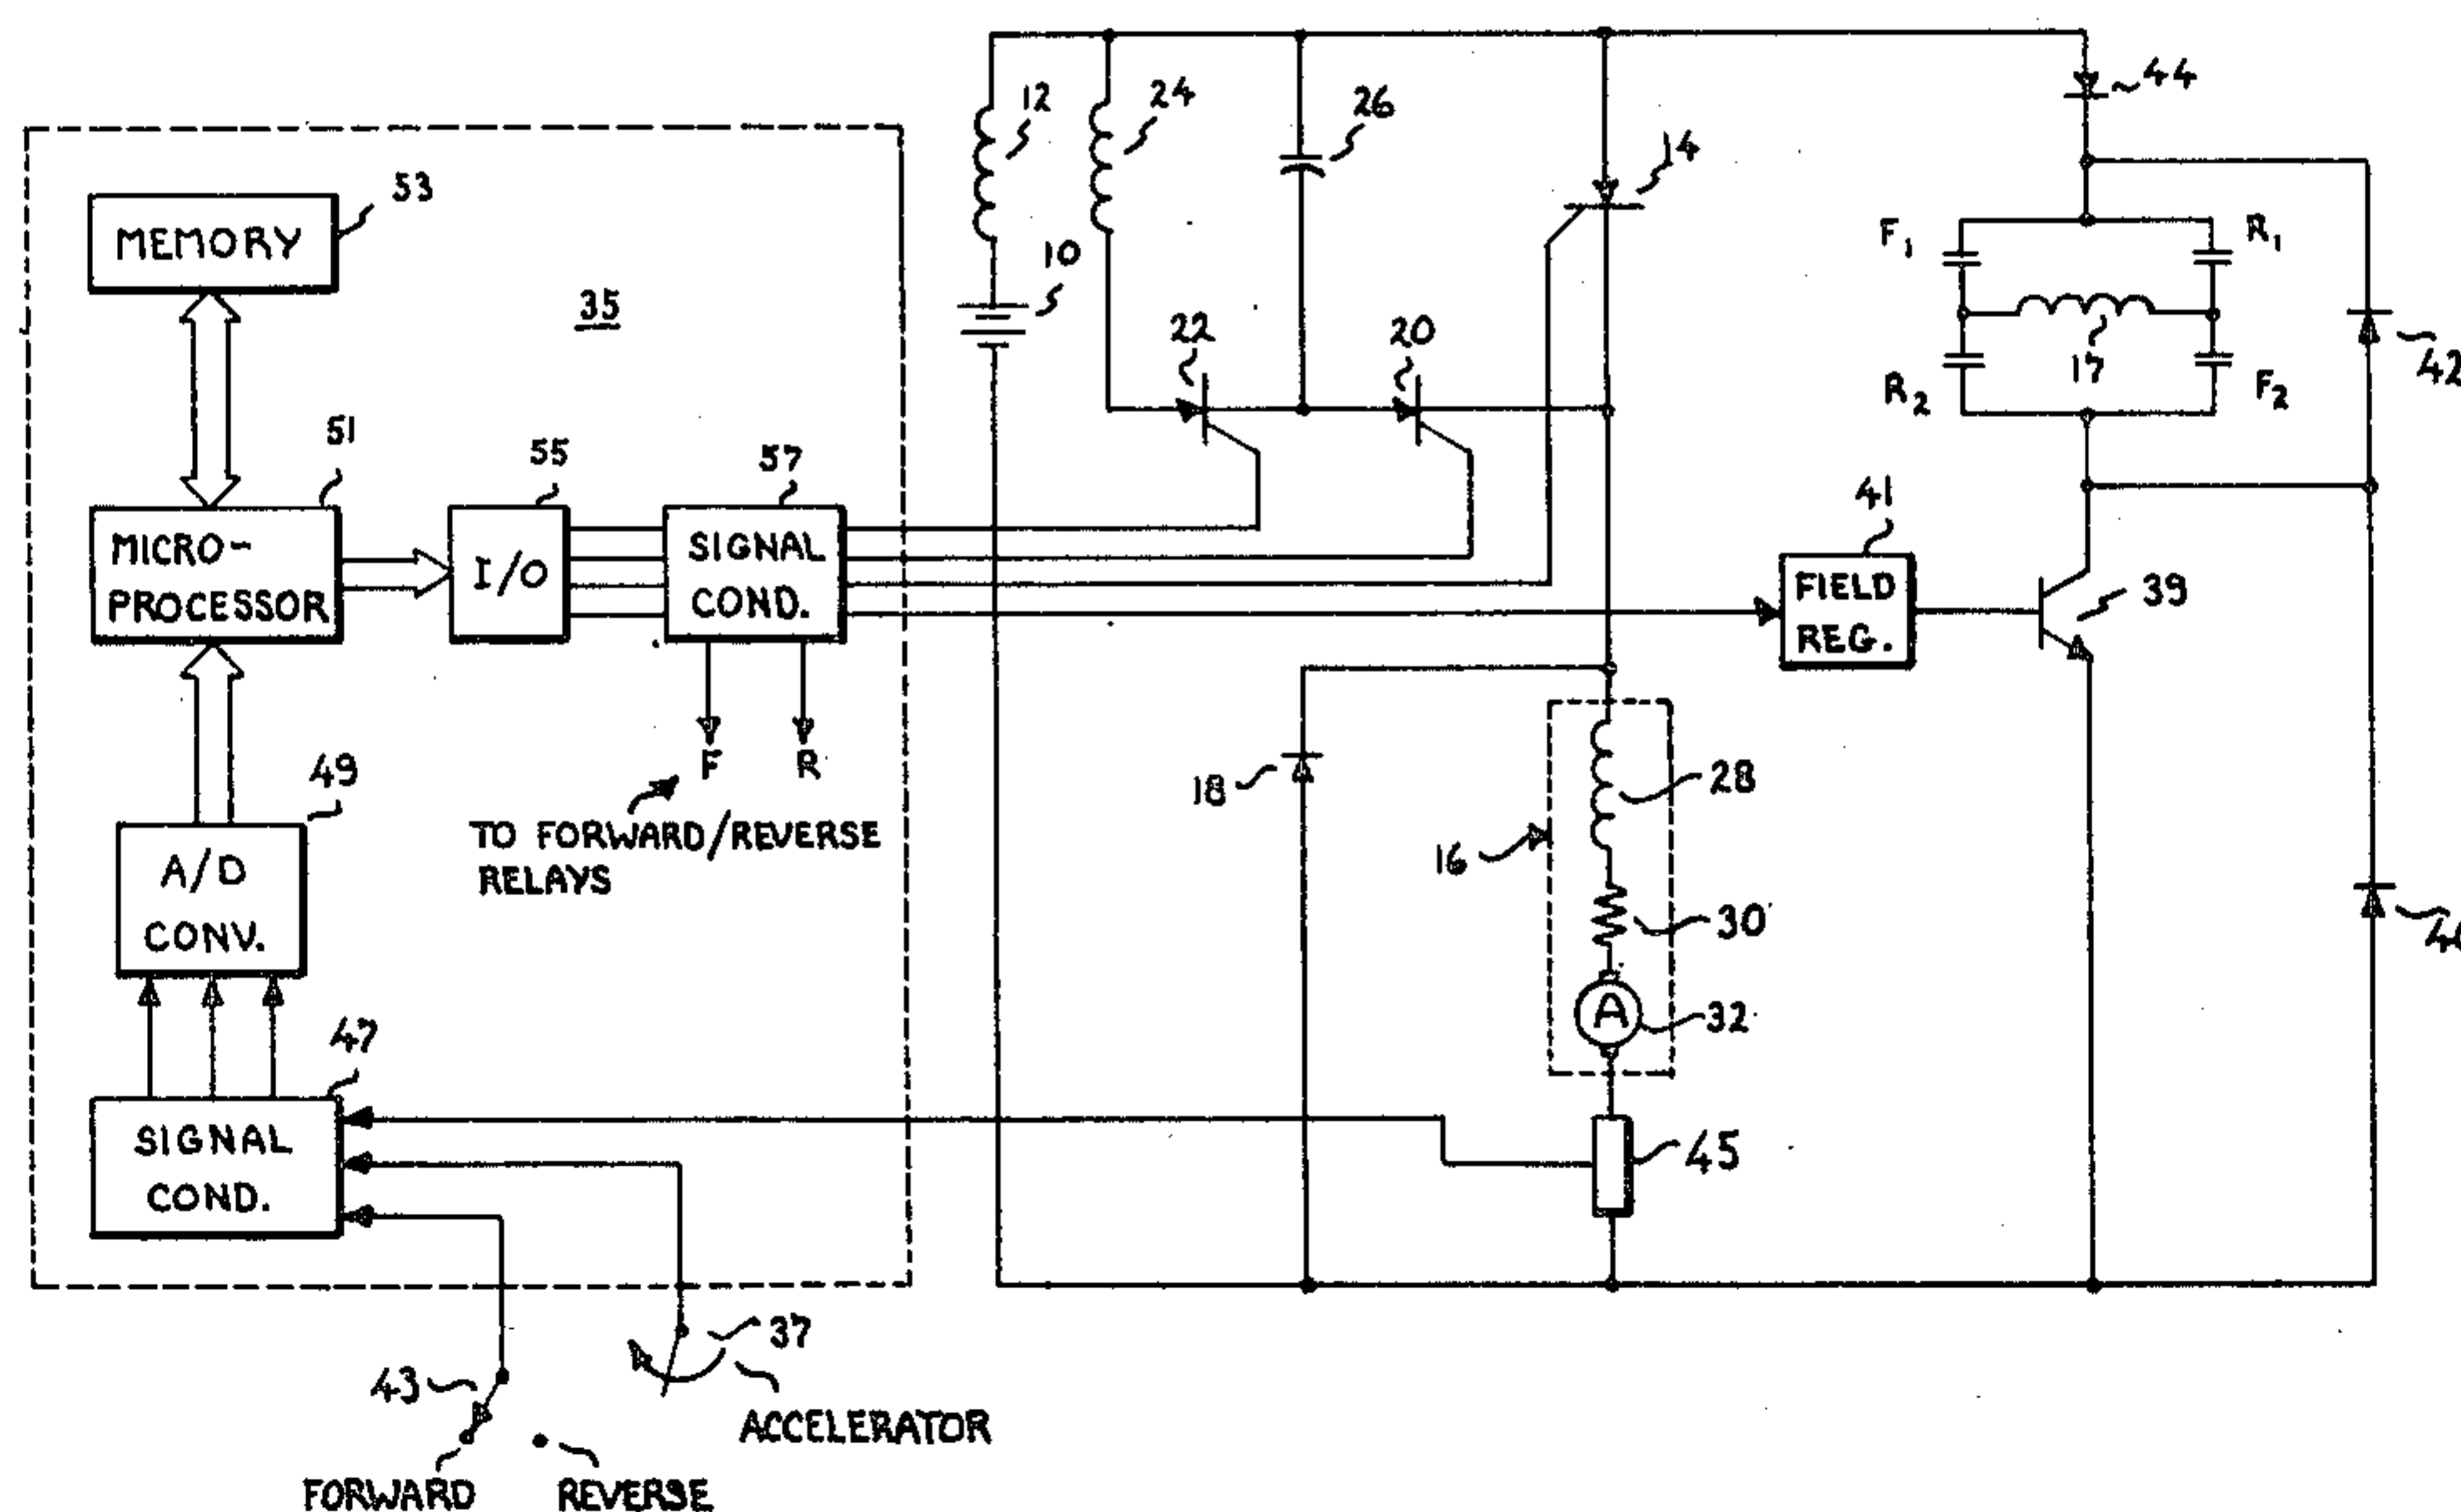 12
24
26
14
44
53
MEMORY
35
10
F₁
R₁
22
20
17
42
R₂
F₂
51
55
57
41
MICRO-
PROCESSOR
I/O
SIGNAL
COND.
FIELD
REG.
39
F
R
TO FORWARD/REVERSE
RELAYS
49
A/D
CONV.
18
28
16
30
A
32
47
SIGNAL
COND.
45
43
37
ACCELERATOR
FORWARD
REVERSE